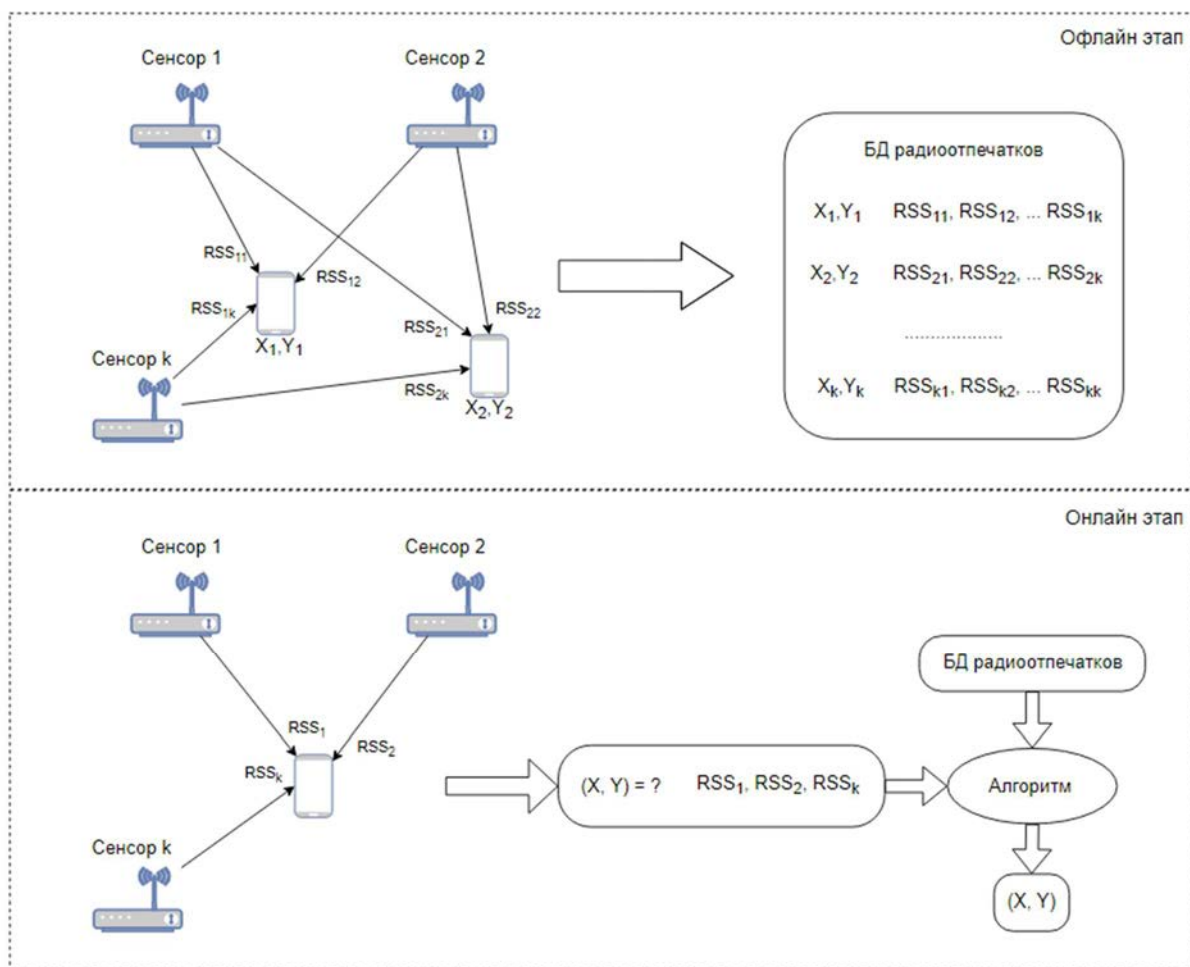 Офлайн этап
Сенсор 1
Сенсор 2
БД радиоотпечатков
X₁,Y₁ RSS₁₁, RSS₁₂, ... RSS₁ₖ
X₂,Y₂ RSS₂₁, RSS₂₂, ... RSS₂ₖ
.....................
Xₖ,Yₖ RSSₖ₁, RSSₖ₂, ... RSSₖₖ
RSS₁₁
RSS₁₂
RSS₁ₖ
X₁,Y₁
RSS₂₁
RSS₂₂
Сенсор k
RSS₂ₖ
X₂,Y₂
Онлайн этап
Сенсор 1
Сенсор 2
RSS₁
RSS₂
RSSₖ
Сенсор k
(X, Y) = ? RSS₁, RSS₂, RSSₖ
БД радиоотпечатков
Алгоритм
(X, Y)